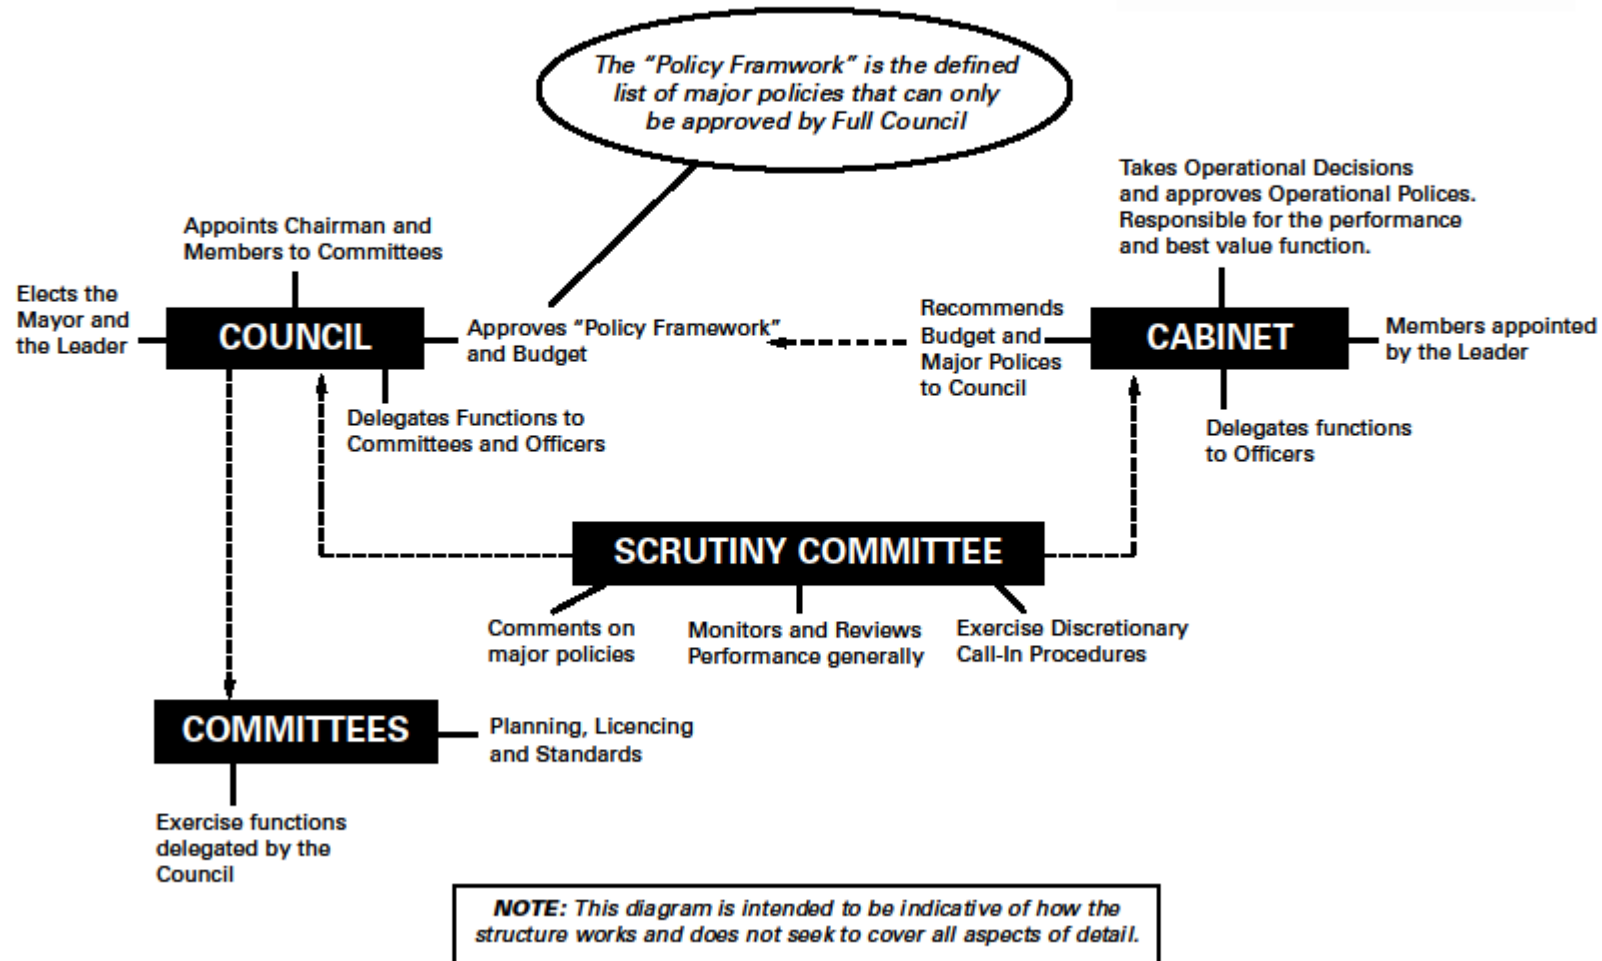 The “Policy Framwork” is the defined
list of major policies that can only
be approved by Full Council
Takes Operational Decisions
and approves Operational Polices.
Responsible for the performance
and best value function.
Appoints Chairman and
Members to Committees
Elects the
Mayor and
the Leader
COUNCIL
Approves “Policy Framework”
and Budget
Recommends
Budget and
Major Polices
to Council
CABINET
Members appointed
by the Leader
Delegates Functions to
Committees and Officers
Delegates functions
to Officers
SCRUTINY COMMITTEE
Comments on
major policies
Monitors and Reviews
Performance generally
Exercise Discretionary
Call-In Procedures
COMMITTEES
Planning, Licencing
and Standards
Exercise functions
delegated by the
Council
NOTE: This diagram is intended to be indicative of how the
structure works and does not seek to cover all aspects of detail.